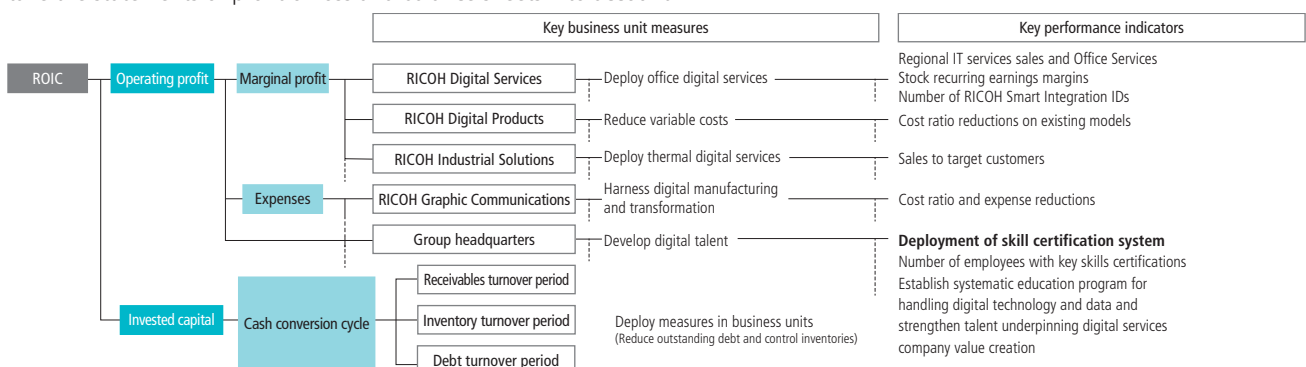 Key business unit measures
Key performance indicators
ROIC
Operating profit
Marginal profit
RICOH Digital Services
Deploy office digital services
Regional IT services sales and Office Services
Stock recurring earnings margins
Number of RICOH Smart Integration IDs
RICOH Digital Products
Reduce variable costs
Cost ratio reductions on existing models
RICOH Industrial Solutions
Deploy thermal digital services
Sales to target customers
Expenses
RICOH Graphic Communications
Harness digital manufacturing
and transformation
Cost ratio and expense reductions
Group headquarters
Develop digital talent
Deployment of skill certification system
Number of employees with key skills certifications
Establish systematic education program for
handling digital technology and data and
strengthen talent underpinning digital services
company value creation
Invested capital
Cash conversion cycle
Receivables turnover period
Inventory turnover period
Debt turnover period
Deploy measures in business units
(Reduce outstanding debt and control inventories)